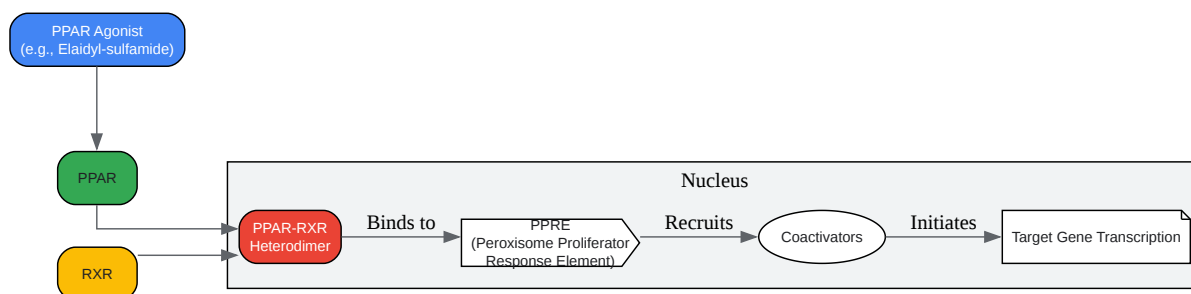 PPAR Agonist
(e.g., Elaidyl-sulfamide)
PPAR
RXR
Nucleus
PPAR-RXR
Heterodimer
Binds to
PPRE
(Peroxisome Proliferator
Response Element)
Recruits
Coactivators
Initiates
Target Gene Transcription